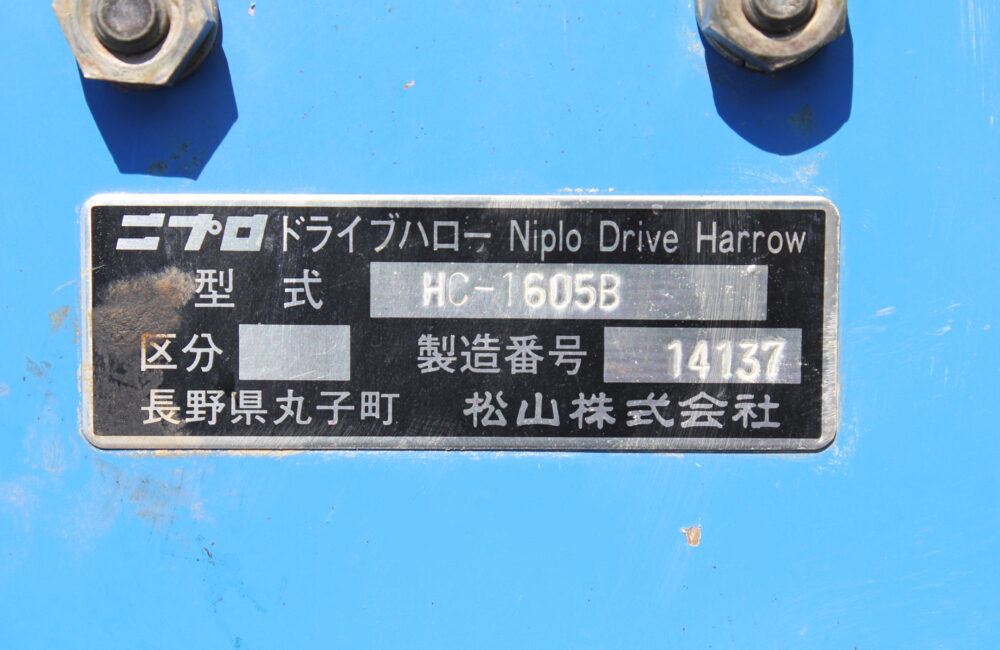 ニプロ ドライブハロー Niplo Drive Harrow
型式 HC-1605B
区分 製造番号 14137
長野県丸子町 松山株式会社